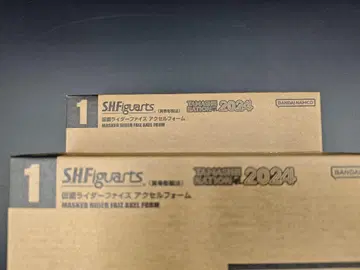 1
S.H.Figuarts (真骨彫製法)
仮面ライダーファイズ アクセルフォーム
MASKED RIDER FAIZ AXEL FORM
TAMASHII NATION 2024
BANDAI NAMCO
1
S.H.Figuarts (真骨彫製法)
仮面ライダーファイズ アクセルフォーム
MASKED RIDER FAIZ AXEL FORM
TAMASHII NATION 2024
BANDAI